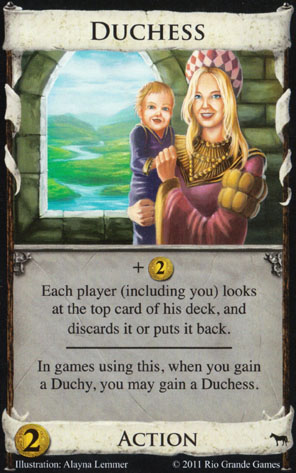 DUCHESS
+ 2
Each player (including you) looks
at the top card of his deck, and
discards it or puts it back.
In games using this, when you gain
a Duchy, you may gain a Duchess.
2
ACTION
Illustration: Alayna Lemmer © 2011 Rio Grande Games